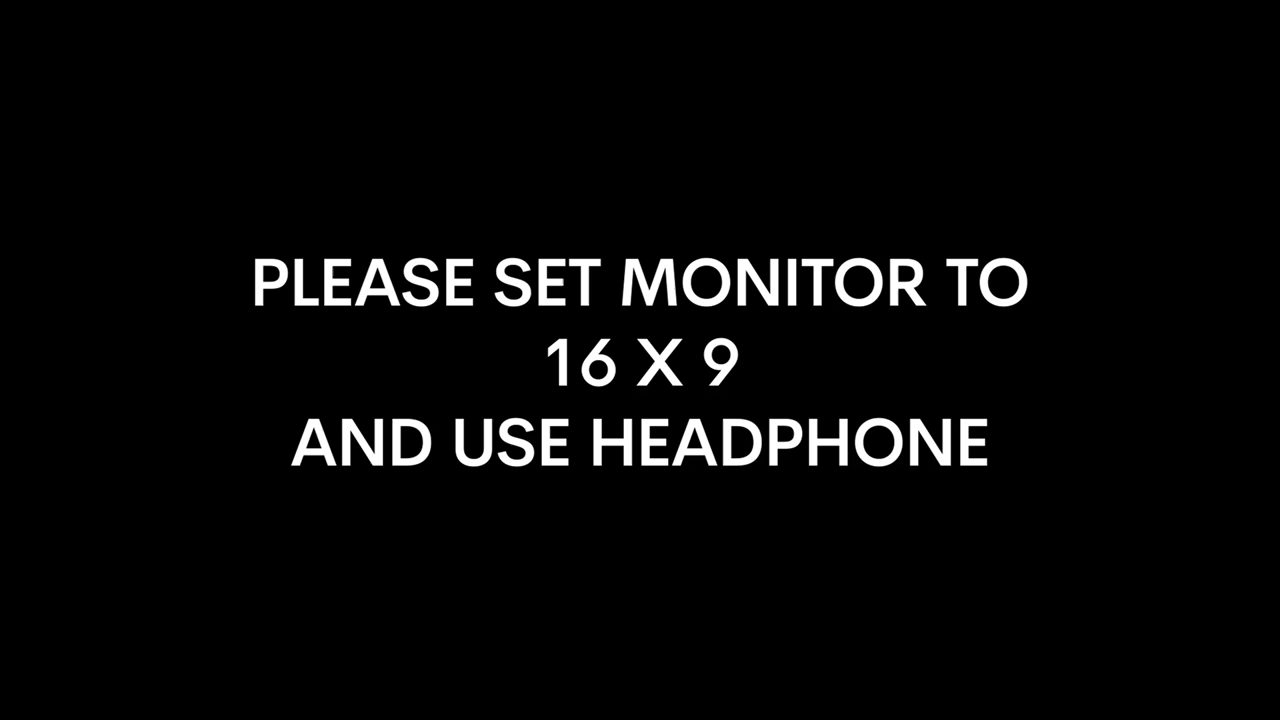 PLEASE SET MONITOR TO
16 X 9
AND USE HEADPHONE